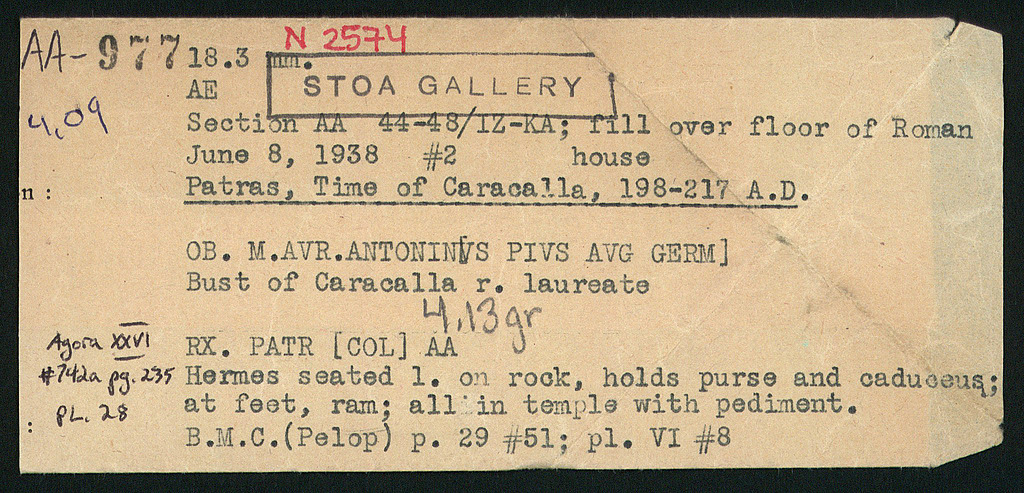 N 2574
AA-977 18.3 mm.
STOA GALLERY
AE
4,09
Section AA 44-48/IZ-KA; fill over floor of Roman
June 8, 1938 #2 house
n:
Patras, Time of Caracalla, 198-217 A.D.
OB. M.AVR.ANTONIN[VS PIVS AVG GERM]
Bust of Caracalla r. laureate
4,13gr
RX. PATR [COL] AA
Agora XXVI
#742a pg. 235
PL. 28
Hermes seated l. on rock, holds purse and caduceus;
at feet, ram; all in temple with pediment.
:
B.M.C.(Pelop) p. 29 #51; pl. VI #8